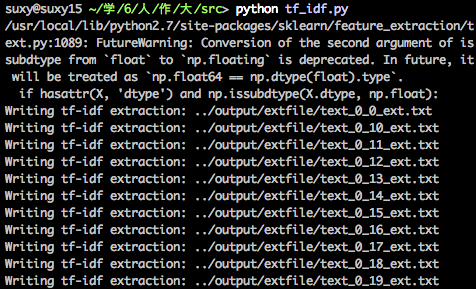 suxy@suxy15 ~/学/6/人/作/大/src> python tf_idf.py
/usr/local/lib/python2.7/site-packages/sklearn/feature_extraction/t
ext.py:1089: FutureWarning: Conversion of the second argument of is
subdtype from `float` to `np.floating` is deprecated. In future, it
 will be treated as `np.float64 == np.dtype(float).type`.
  if hasattr(X, 'dtype') and np.issubdtype(X.dtype, np.float):
Writing tf-idf extraction: ../output/extfile/text_0_0_ext.txt
Writing tf-idf extraction: ../output/extfile/text_0_10_ext.txt
Writing tf-idf extraction: ../output/extfile/text_0_11_ext.txt
Writing tf-idf extraction: ../output/extfile/text_0_12_ext.txt
Writing tf-idf extraction: ../output/extfile/text_0_13_ext.txt
Writing tf-idf extraction: ../output/extfile/text_0_14_ext.txt
Writing tf-idf extraction: ../output/extfile/text_0_15_ext.txt
Writing tf-idf extraction: ../output/extfile/text_0_16_ext.txt
Writing tf-idf extraction: ../output/extfile/text_0_17_ext.txt
Writing tf-idf extraction: ../output/extfile/text_0_18_ext.txt
Writing tf-idf extraction: ../output/extfile/text_0_19_ext.txt